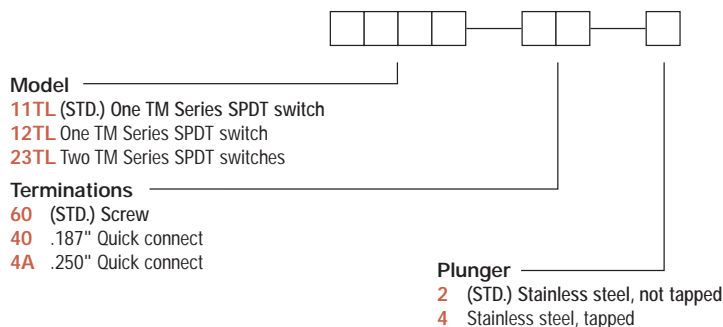 Model
11TL (STD.) One TM Series SPDT switch
12TL One TM Series SPDT switch
23TL Two TM Series SPDT switches
Terminations
60 (STD.) Screw
40 .187" Quick connect
4A .250" Quick connect
Plunger
2 (STD.) Stainless steel, not tapped
4 Stainless steel, tapped